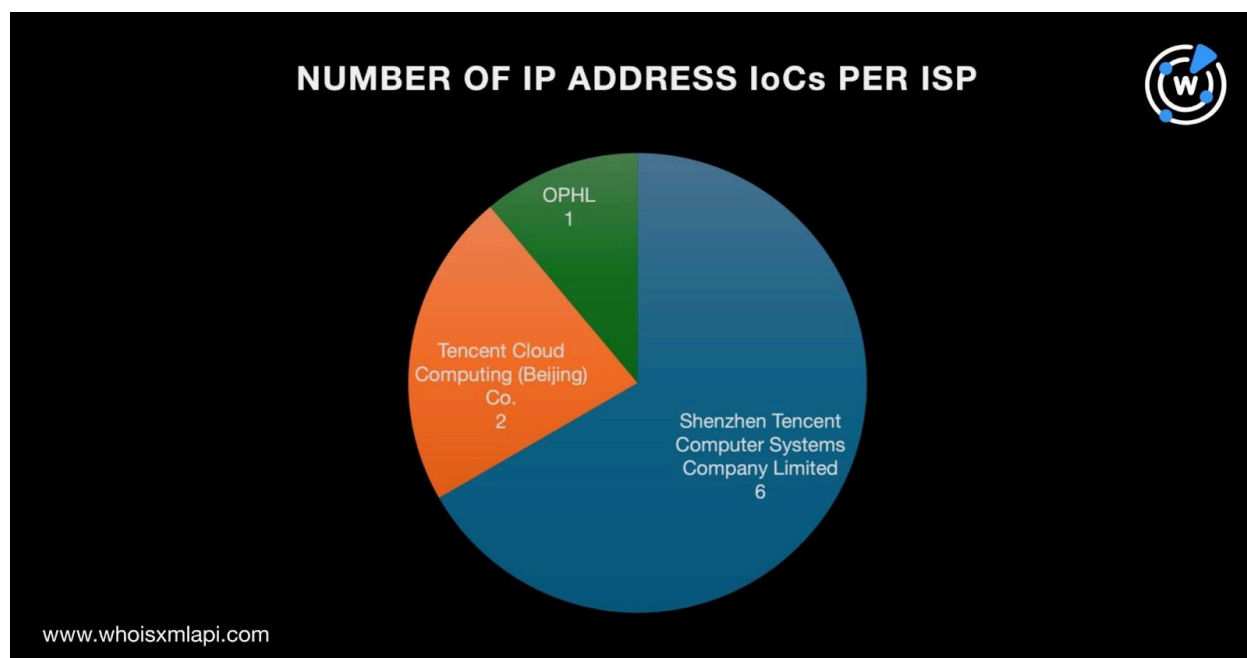 NUMBER OF IP ADDRESS IoCs PER ISP
W
OPHL
1
Tencent Cloud
Computing (Beijing)
Co.
2
Shenzhen Tencent
Computer Systems
Company Limited
6
www.whoisxmlapi.com